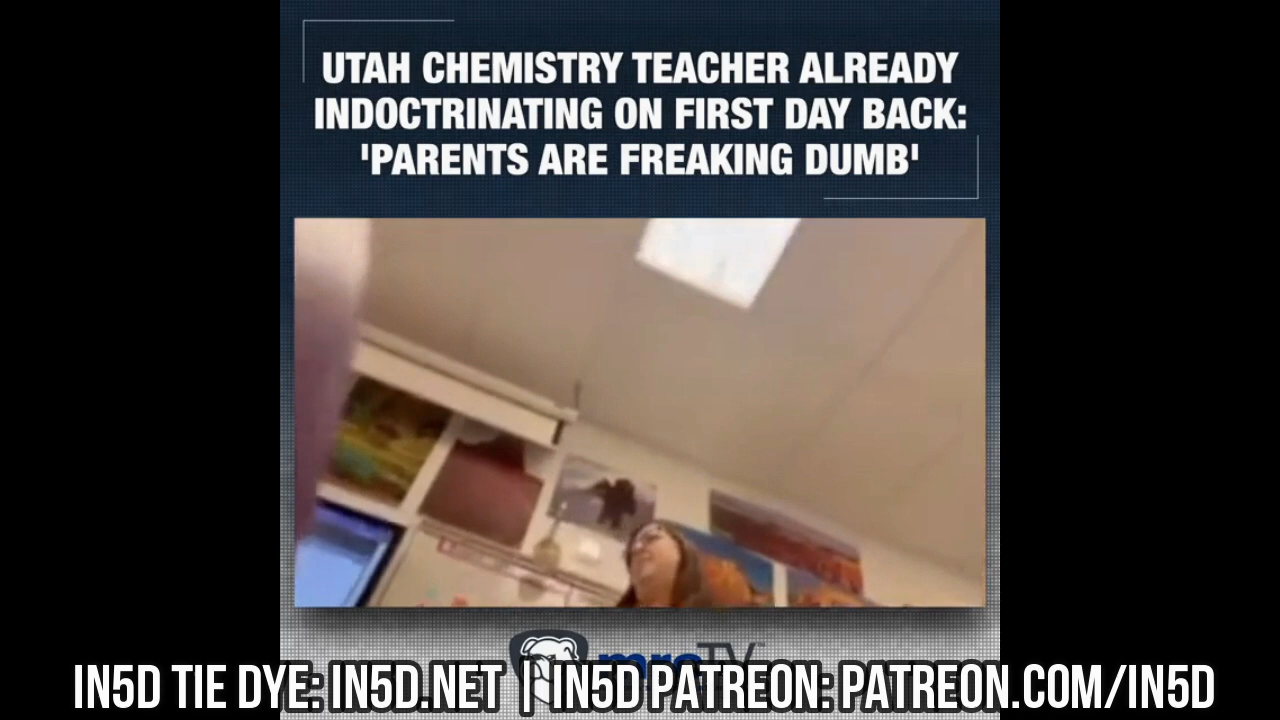 UTAH CHEMISTRY TEACHER ALREADY
INDOCTRINATING ON FIRST DAY BACK:
'PARENTS ARE FREAKING DUMB'
mrcTV
IN5D TIE DYE: IN5D.NET | IN5D PATREON: PATREON.COM/IN5D